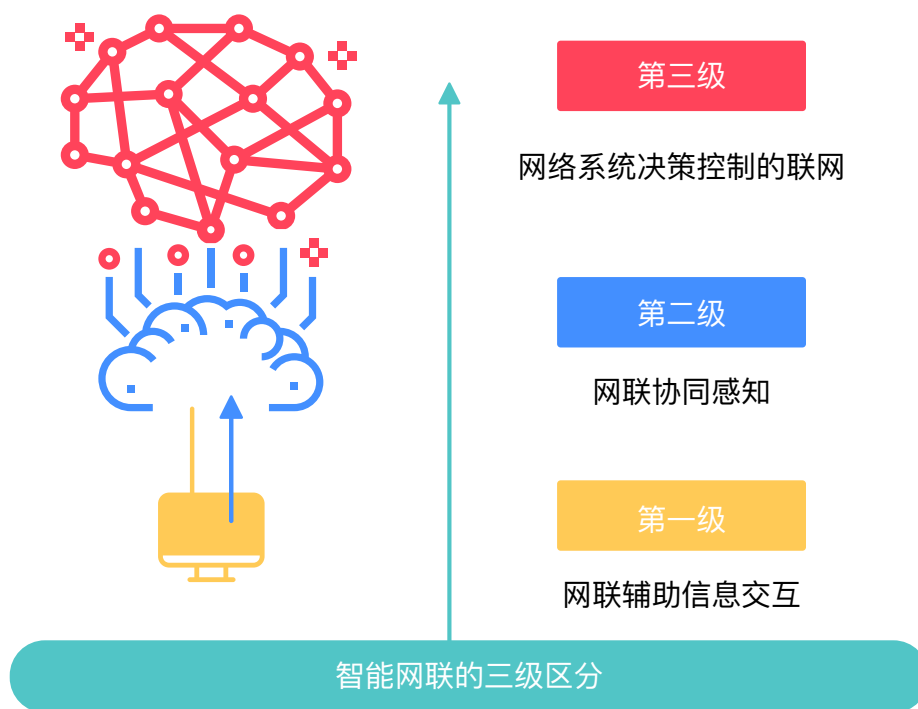 第三级
网络系统决策控制的联网
第二级
网联协同感知
第一级
网联辅助信息交互
智能网联的三级区分